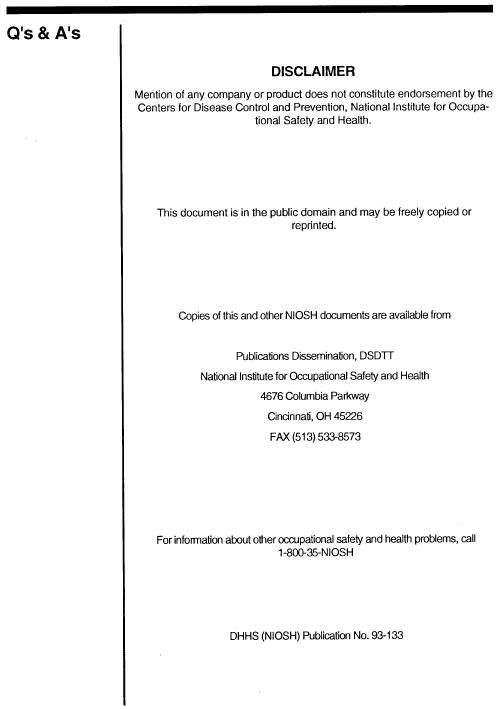 Q's & A's
DISCLAIMER
Mention of any company or product does not constitute endorsement by the
Centers for Disease Control and Prevention, National Institute for Occupa-
tional Safety and Health.
This document is in the public domain and may be freely copied or
reprinted.
Copies of this and other NIOSH documents are available from
Publications Dissemination, DSDTT
National Institute for Occupational Safety and Health
4676 Columbia Parkway
Cincinnati, OH 45226
FAX (513) 533-8573
For information about other occupational safety and health problems, call
1-800-35-NIOSH
DHHS (NIOSH) Publication No. 93-133